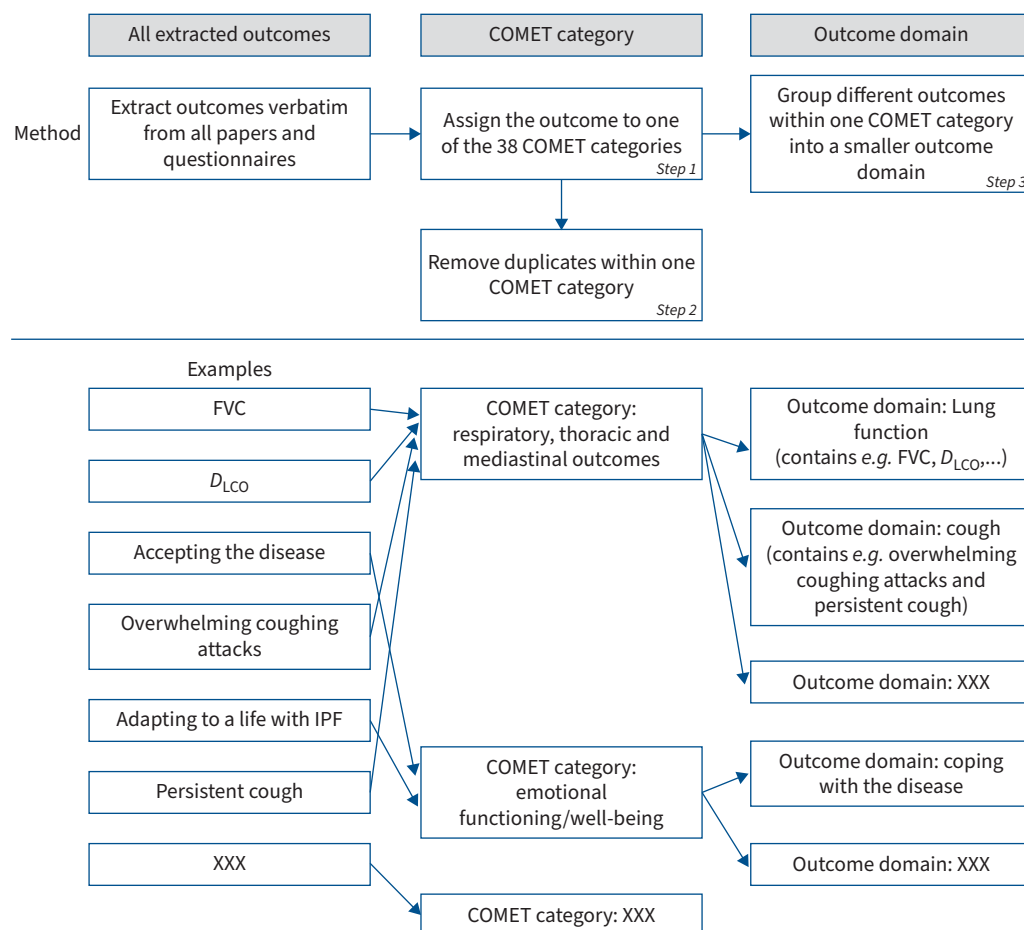 All extracted outcomes
COMET category
Outcome domain
Method
Extract outcomes verbatim
from all papers and
questionnaires
Assign the outcome to one
of the 38 COMET categories
Step 1
Group different outcomes
within one COMET category
into a smaller outcome
domain
Step 3
Remove duplicates within one
COMET category
Step 2
Examples
FVC
D_LCO
Accepting the disease
Overwhelming coughing
attacks
Adapting to a life with IPF
Persistent cough
XXX
COMET category:
respiratory, thoracic and
mediastinal outcomes
COMET category:
emotional
functioning/well-being
COMET category: XXX
Outcome domain: Lung
function
(contains e.g. FVC, D_LCO,...)
Outcome domain: cough
(contains e.g. overwhelming
coughing attacks and
persistent cough)
Outcome domain: XXX
Outcome domain: coping
with the disease
Outcome domain: XXX